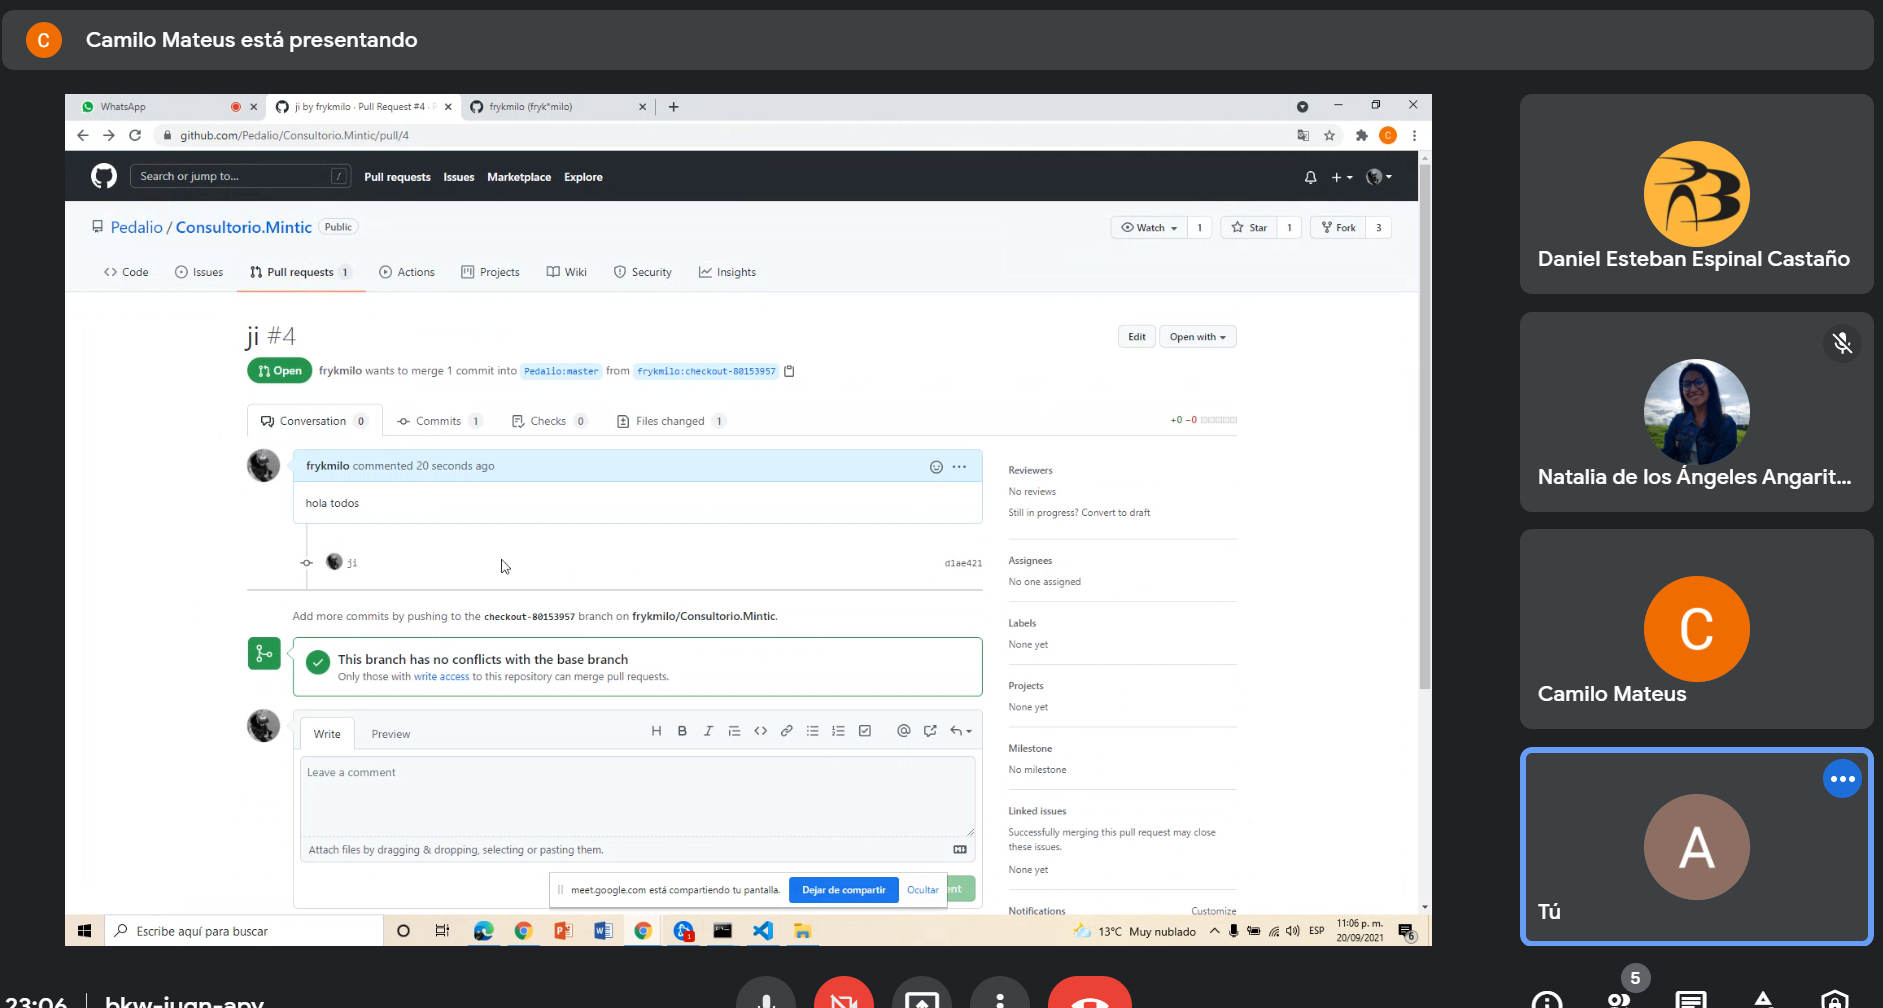 C Camilo Mateus está presentando
WhatsApp
ji by frykmilo · Pull Request #4 · P
frykmilo (fryk*milo)
github.com/Pedalio/Consultorio.Mintic/pull/4
C
Search or jump to... /
Pull requests Issues Marketplace Explore
Pedalio / Consultorio.Mintic Public
Watch 1 Star 1 Fork 3
Code Issues Pull requests 1 Actions Projects Wiki Security Insights
ji #4
Edit Open with
Open frykmilo wants to merge 1 commit into Pedalio:master from frykmilo:checkout-80153957
Conversation 0 Commits 1 Checks 0 Files changed 1 +0 −0
frykmilo commented 20 seconds ago
hola todos
ji d1ae421
Add more commits by pushing to the checkout-80153957 branch on frykmilo/Consultorio.Mintic.
This branch has no conflicts with the base branch
Only those with write access to this repository can merge pull requests.
Write Preview H B I
Leave a comment
Attach files by dragging & dropping, selecting or pasting them.
meet.google.com está compartiendo tu pantalla. Dejar de compartir Ocultar nt
Reviewers
No reviews
Still in progress? Convert to draft
Assignees
No one assigned
Labels
None yet
Projects
None yet
Milestone
No milestone
Linked issues
Successfully merging this pull request may close
these issues.
None yet
Notifications Customize
Escribe aquí para buscar
1
13°C Muy nublado ESP
11:06 p. m.
20/09/2021
6
Daniel Esteban Espinal Castaño
Natalia de los Ángeles Angarit...
C
Camilo Mateus
A
Tú
23:06 | bkw-jugn-apv
5